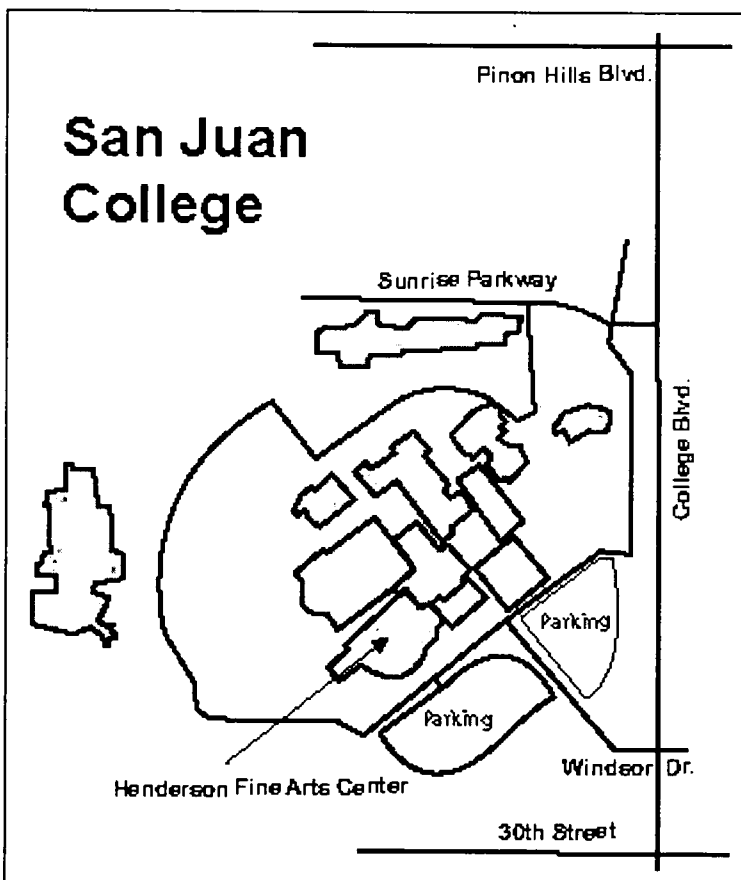 Pinon Hills Blvd.
San Juan
College
Sunrise Parkway
College Blvd.
Parking
Parking
Windsor Dr.
Henderson Fine Arts Center
30th Street